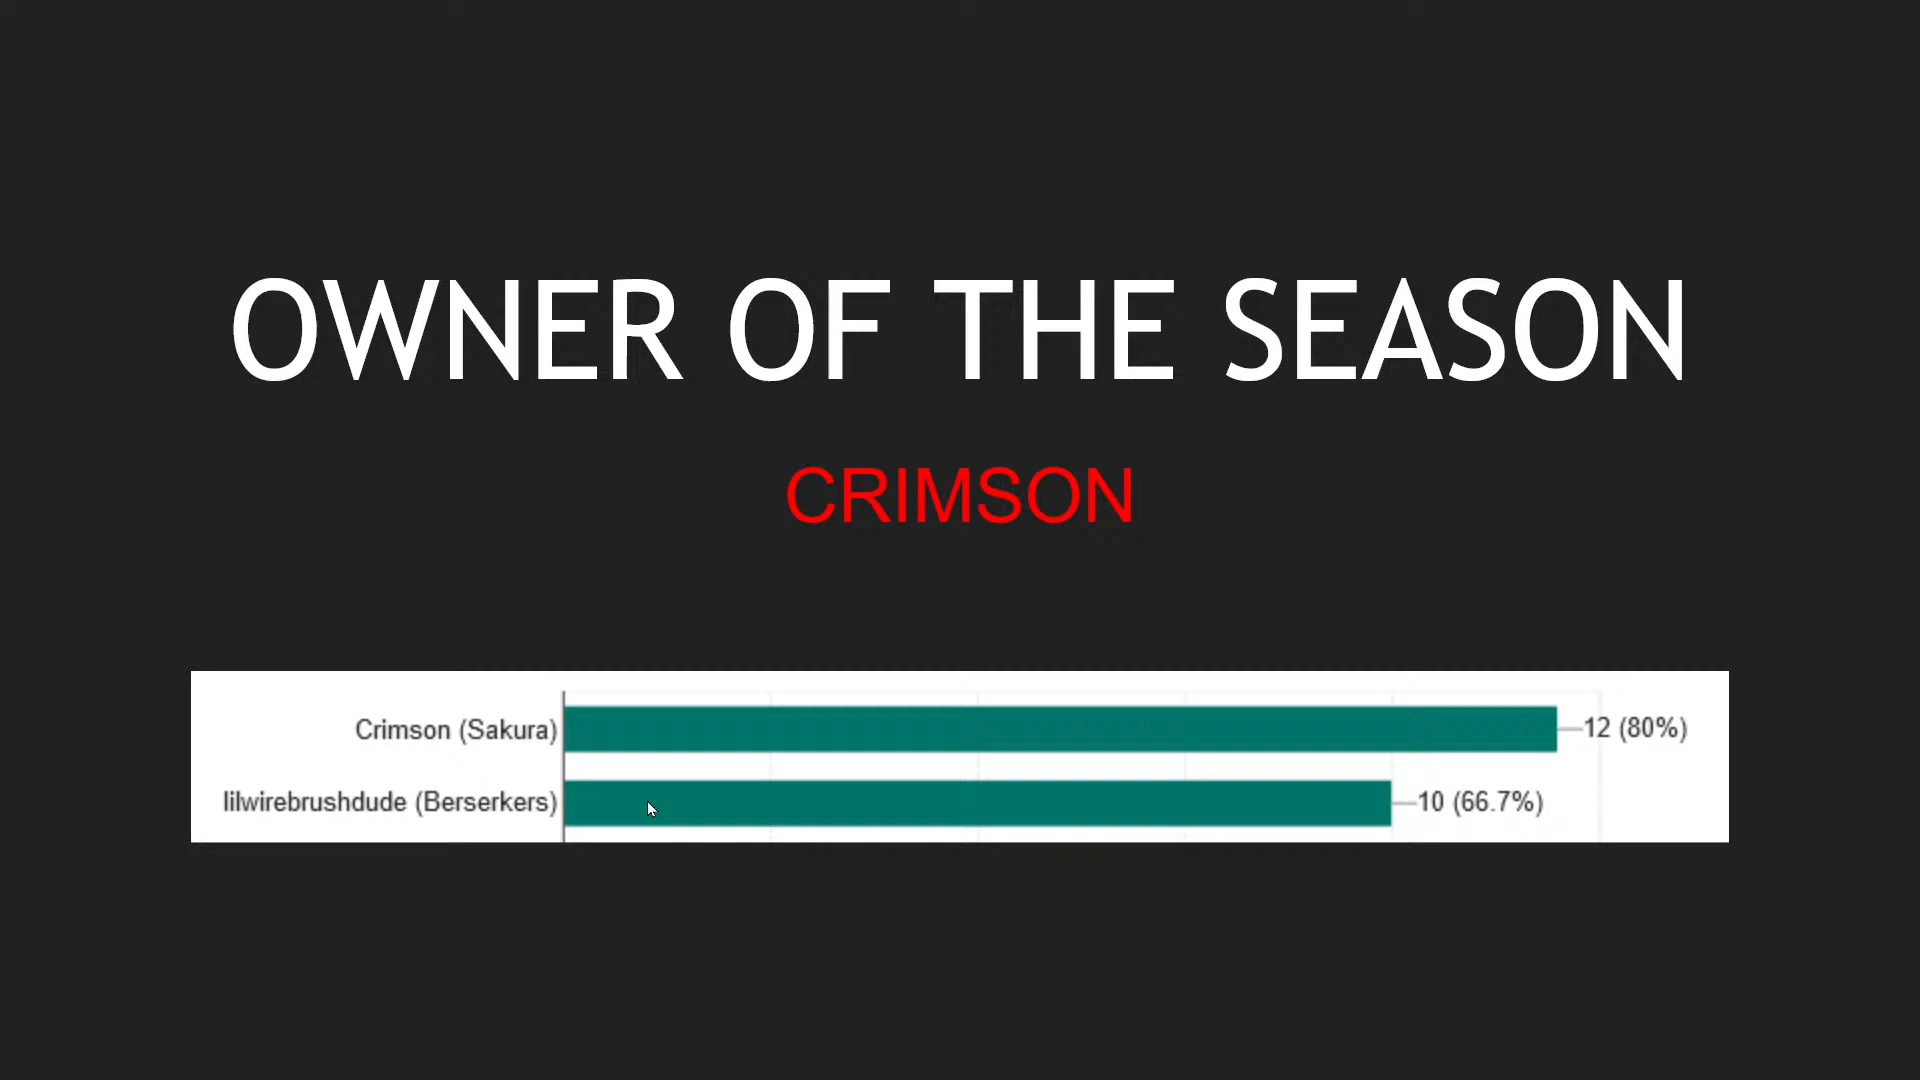 OWNER OF THE SEASON
CRIMSON
Crimson (Sakura) 12 (80%)
lilwirebrushdude (Berserkers) 10 (66.7%)